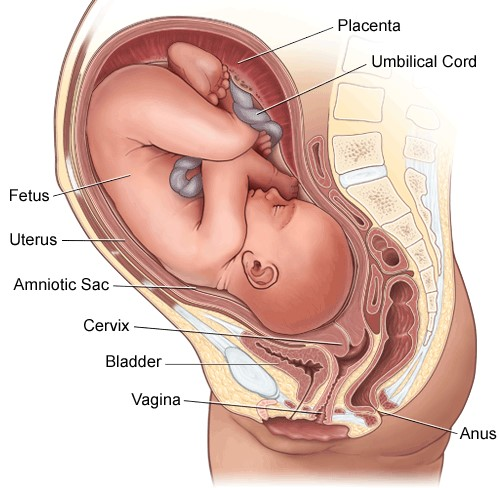 Placenta
Umbilical Cord
Fetus
Uterus
Amniotic Sac
Cervix
Bladder
Vagina
Anus